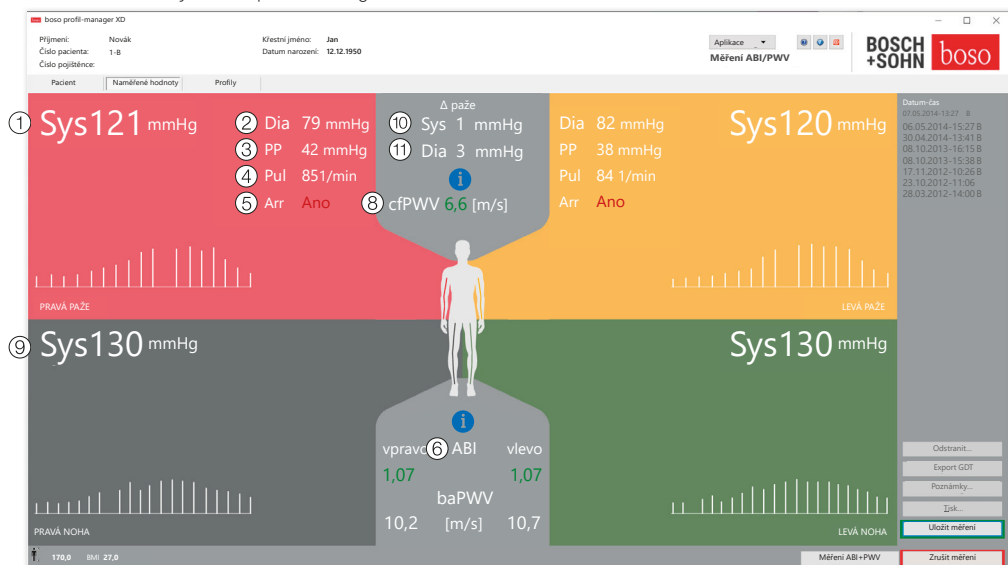 boso profil-manager XD
Příjmení: Novák Křestní jméno: Jan
Číslo pacienta: 1-B Datum narození: 12.12.1950
Číslo pojištěnce:
Aplikace
Měření ABI/PWV
BOSCH
+SOHN
boso
Pacient Naměřené hodnoty Profily
① Sys121 mmHg
② Dia 79 mmHg
③ PP 42 mmHg
④ Pul 851/min
⑤ Arr Ano
PRAVÁ PAŽE
Δ paže
⑩ Sys 1 mmHg
⑪ Dia 3 mmHg
i
⑧ cfPWV 6,6 [m/s]
Dia 82 mmHg
PP 38 mmHg
Pul 84 1/min
Arr Ano
Sys120 mmHg
LEVÁ PAŽE
Datum-čas
07.05.2014-13:27 B
06.05.2014-15:27 B
30.04.2014-13:41 B
08.10.2013-16:15 B
08.10.2013-15:38 B
17.11.2012-10:26 B
23.10.2012-11:06
28.03.2012-14:00 B
⑨ Sys130 mmHg
PRAVÁ NOHA
i
vpravo ⑥ ABI vlevo
1,07 1,07
baPWV
10,2 [m/s] 10,7
Sys130 mmHg
LEVÁ NOHA
Odstranit...
Export GDT
Poznámky...
Tisk...
Uložit měření
170,0 BMI 27,0
Měření ABI+PWV
Zrušit měření